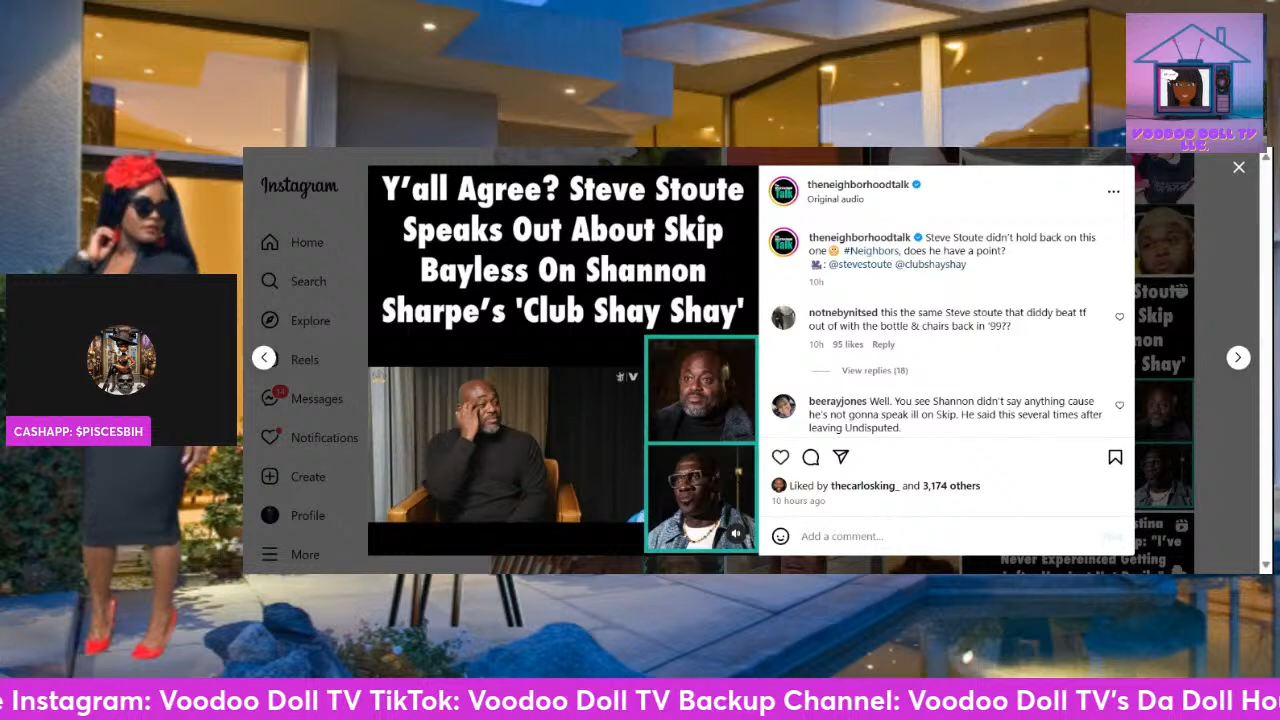 VOODOO DOLL TV
LLC.
Instagram
Home
Search
Explore
Reels
14
Messages
Notifications
Create
Profile
More
Y'all Agree? Steve Stoute
Speaks Out About Skip
Bayless On Shannon
Sharpe's 'Club Shay Shay'
theneighborhoodtalk
Original audio
theneighborhoodtalk Steve Stoute didn't hold back on this
one #Neighbors, does he have a point?
: @stevestoute @clubshayshay
10h
notnebynitsed this the same Steve stoute that diddy beat tf
out of with the bottle & chairs back in '99??
10h 95 likes Reply
View replies (18)
beerayjones Well. You see Shannon didn't say anything cause
he's not gonna speak ill on Skip. He said this several times after
leaving Undisputed.
Liked by thecarlosking_ and 3,174 others
10 hours ago
Add a comment...
Post
CASHAPP: $PISCESBIH
e Instagram: Voodoo Doll TV TikTok: Voodoo Doll TV Backup Channel: Voodoo Doll TV's Da Doll Ho